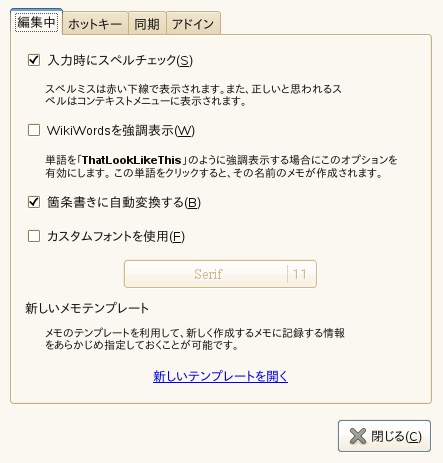 編集中 ホットキー 同期 アドイン
入力時にスペルチェック(S)
スペルミスは赤い下線で表示されます。また、正しいと思われるス
ペルはコンテキストメニューに表示されます。
WikiWordsを強調表示(W)
単語を「ThatLookLikeThis」のように強調表示する場合にこのオプションを
有効にします。この単語をクリックすると、その名前のメモが作成されます。
箇条書きに自動変換する(B)
カスタムフォントを使用(F)
Serif 11
新しいメモテンプレート
メモのテンプレートを利用して、新しく作成するメモに記録する情報
をあらかじめ指定しておくことが可能です。
新しいテンプレートを開く
閉じる(C)